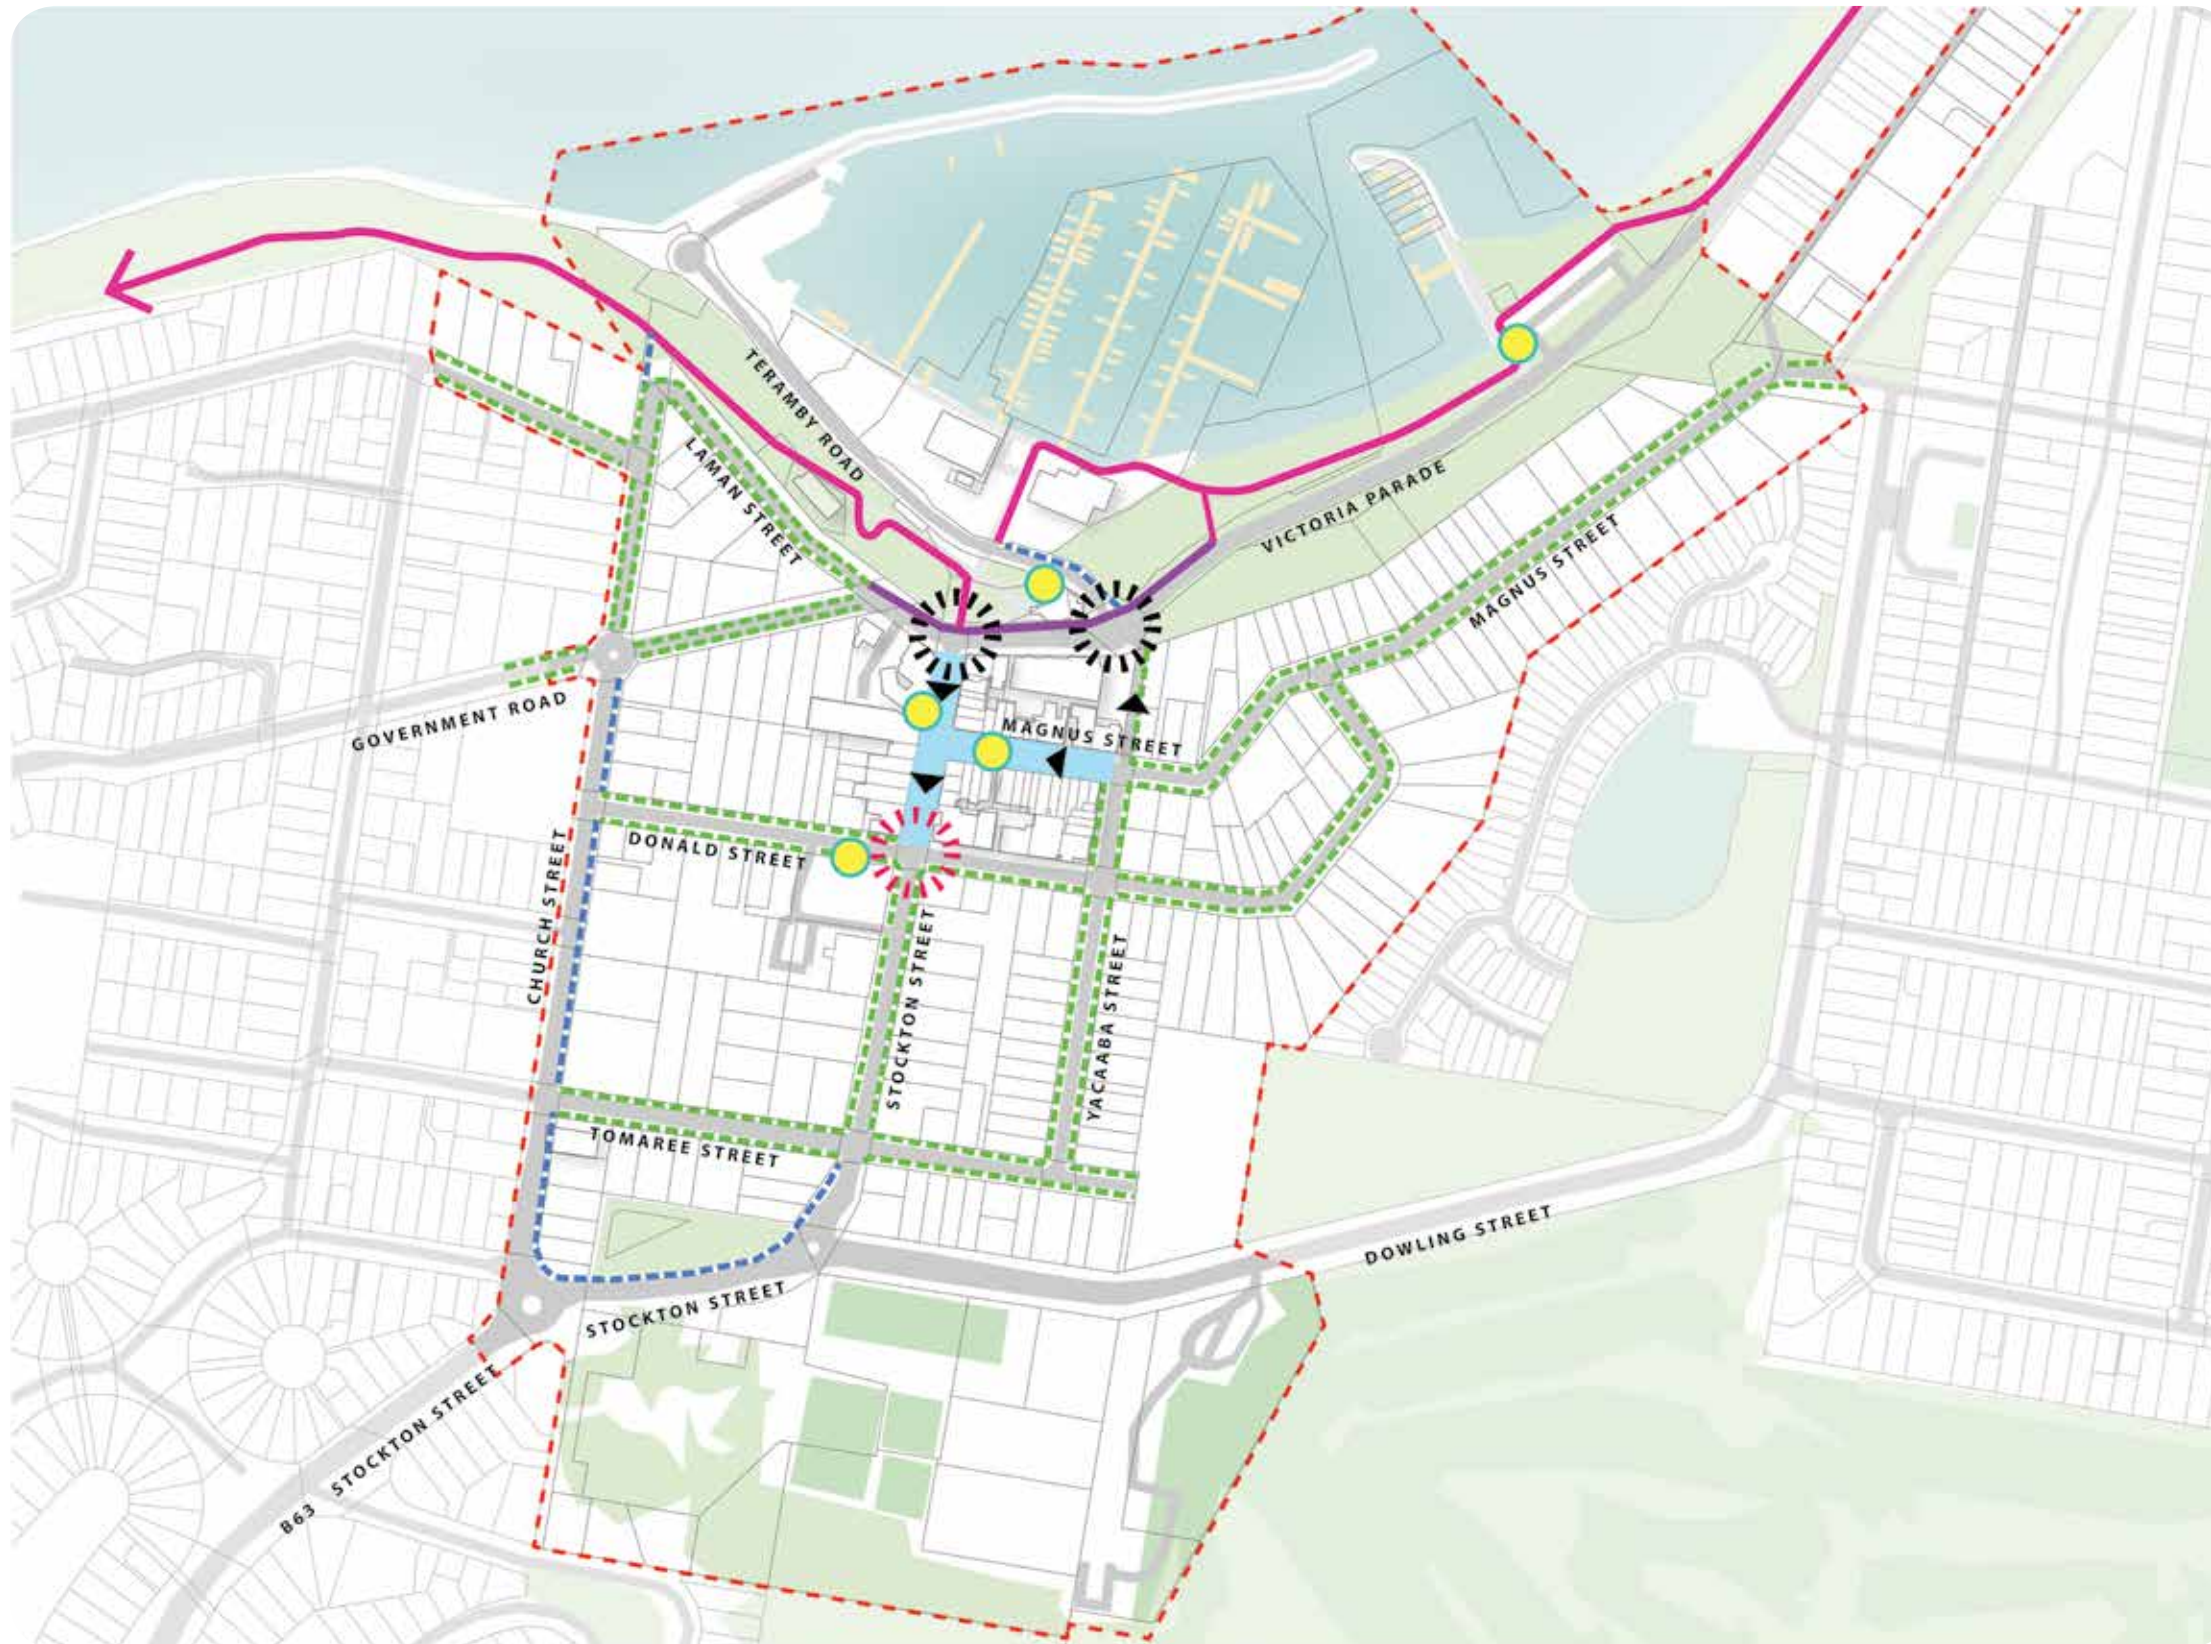 TERAMBY ROAD
LAMAN STREET
VICTORIA PARADE
MAGNUS STREET
GOVERNMENT ROAD
MAGNUS STREET
DONALD STREET
CHURCH STREET
STOCKTON STREET
YACAABA STREET
TOMAREE STREET
DOWLING STREET
STOCKTON STREET
B63 STOCKTON STREET